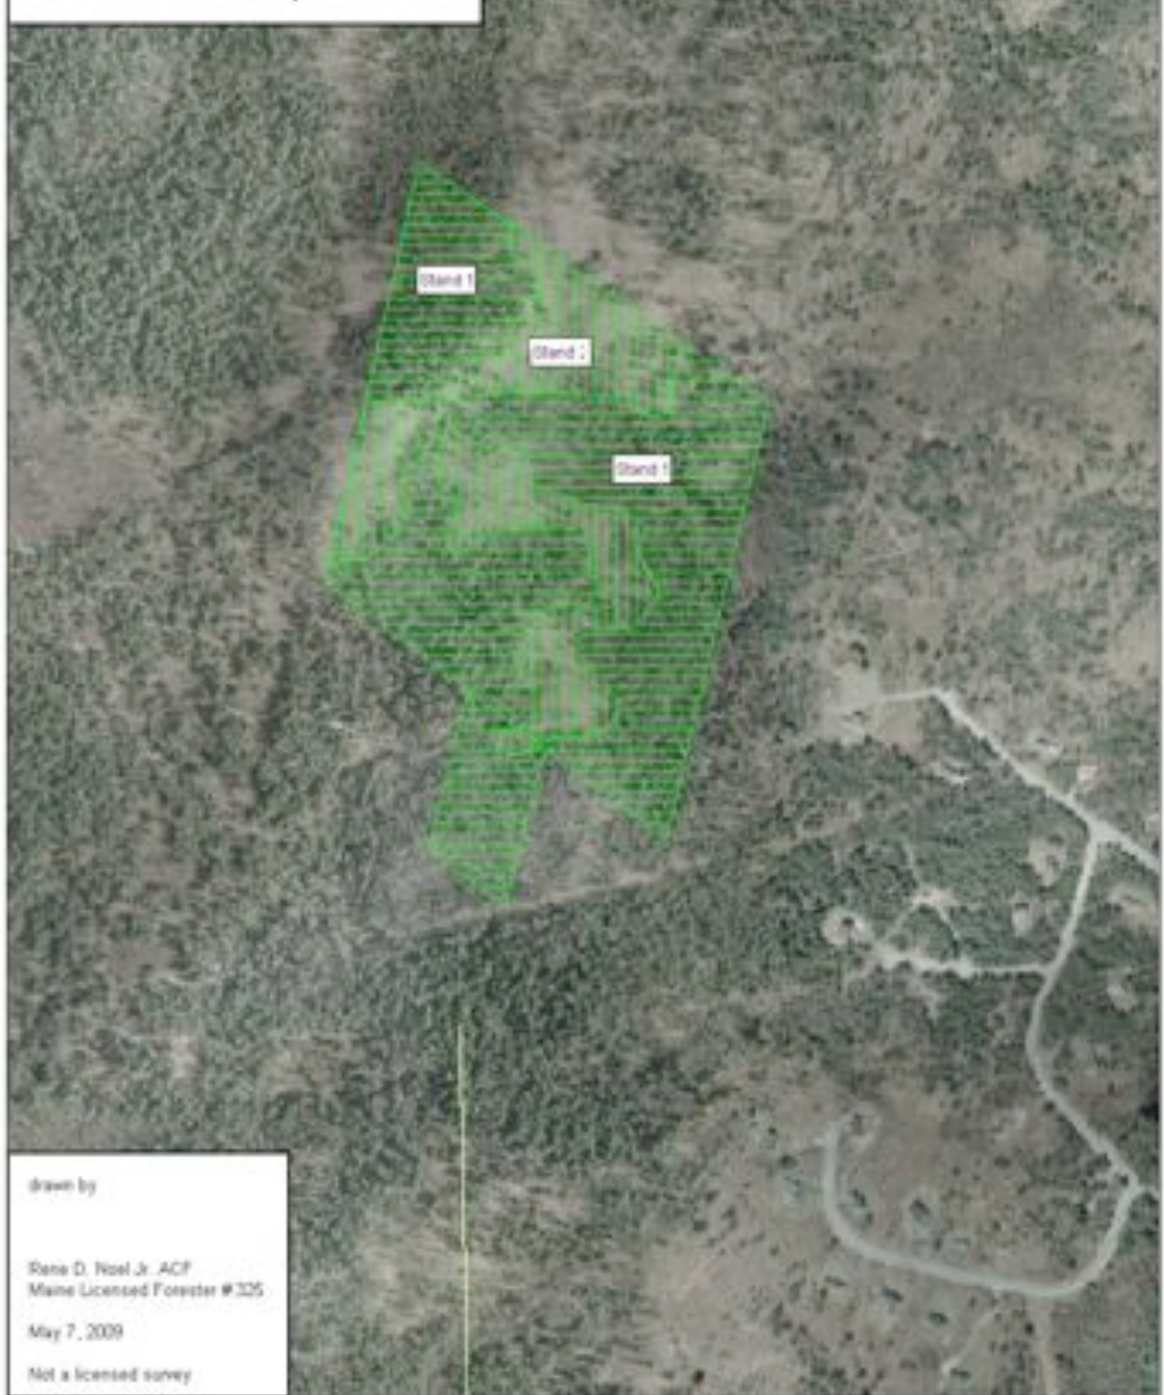 Stand 1
Stand 2
Stand 1
drawn by
Rene D. Noel Jr. ACF
Maine Licensed Forester # 325
May 7, 2009
Not a licensed survey